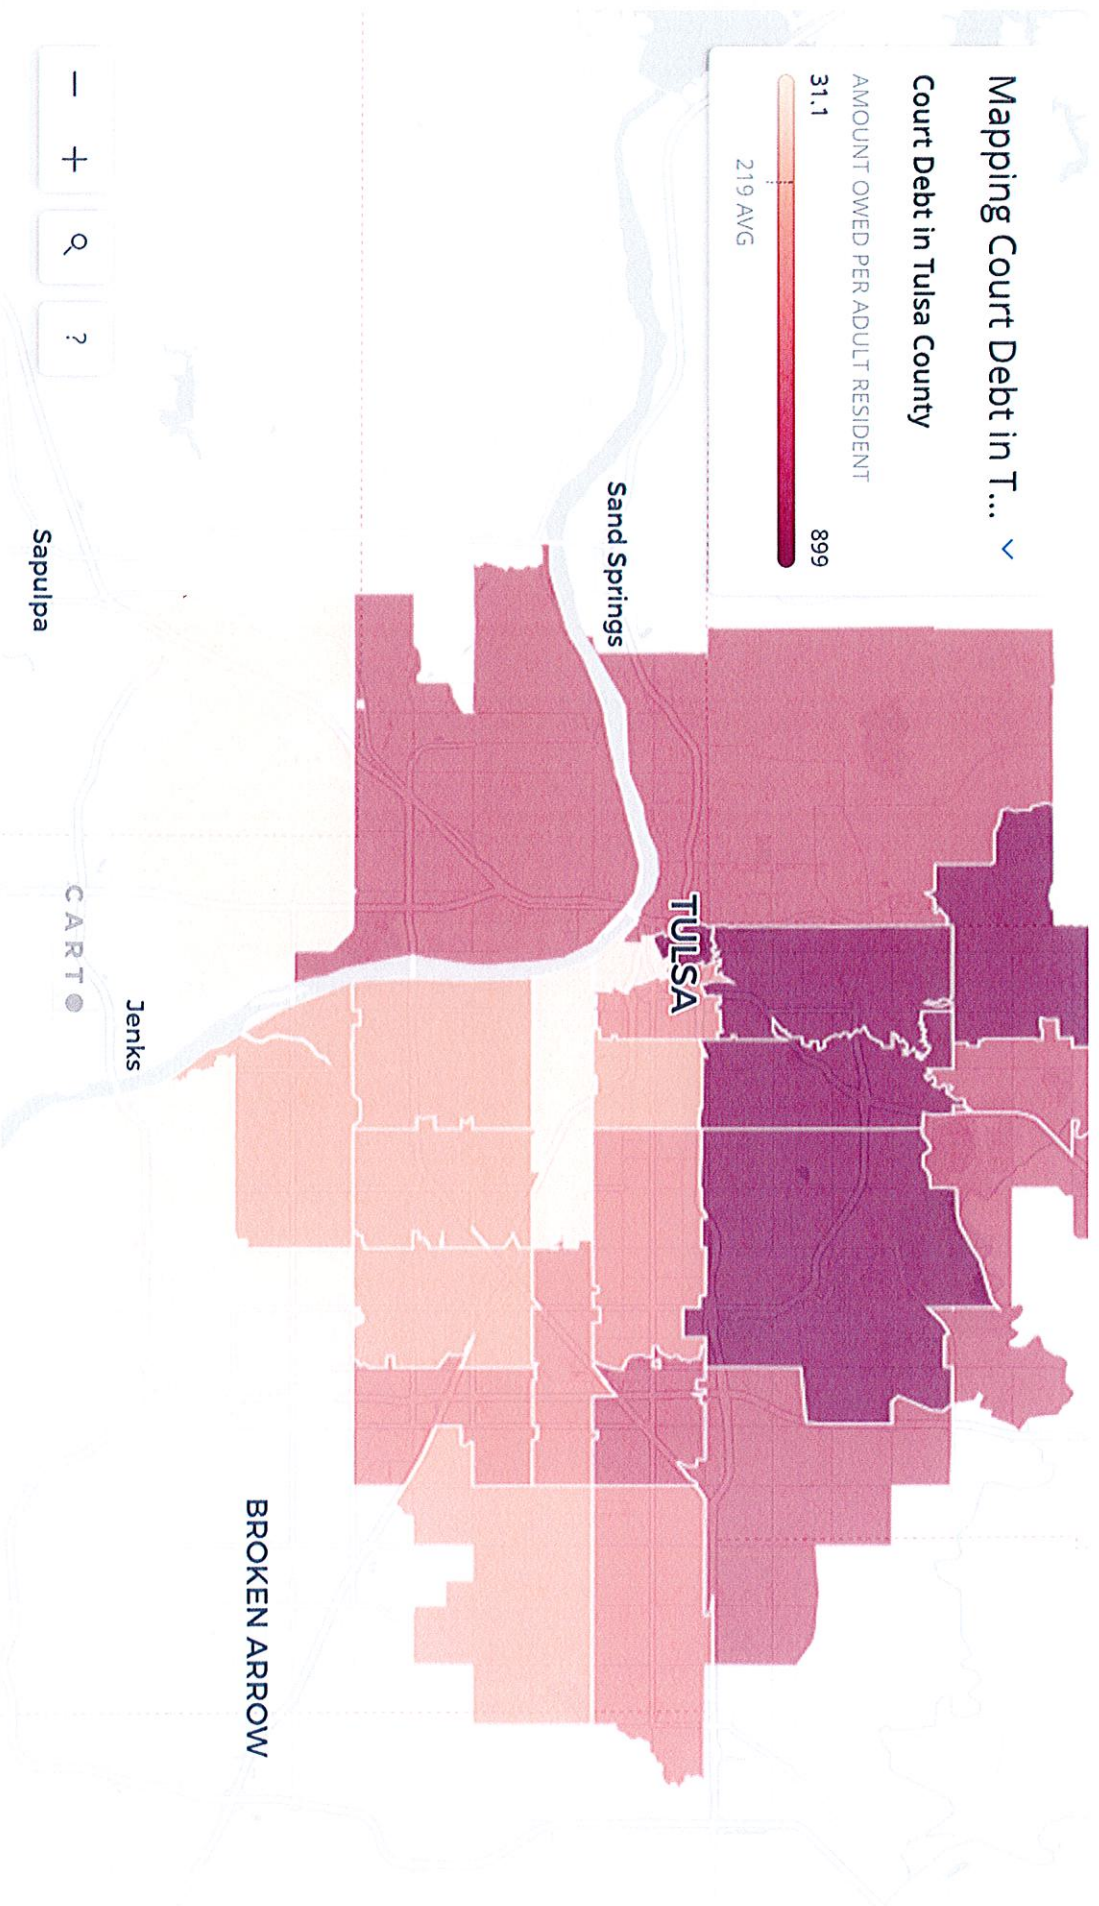 Mapping Court Debt in T...
Court Debt in Tulsa County
AMOUNT OWED PER ADULT RESIDENT
31.1
899
219 AVG
Sand Springs
TULSA
Sapulpa
Jenks
BROKEN ARROW
− + ?
CART